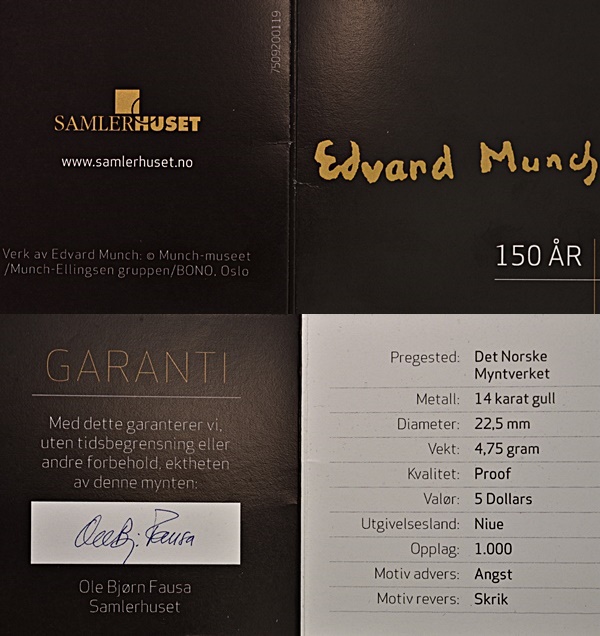 7509200119
SAMLERHUSET
www.samlerhuset.no
Verk av Edvard Munch: © Munch-museet
/Munch-Ellingsen gruppen/BONO, Oslo
Edvard Munch
150 ÅR
GARANTI
Med dette garanterer vi,
uten tidsbegrensning eller
andre forbehold, ektheten
av denne mynten:
Ole Bj. Fausa
Ole Bjørn Fausa
Samlerhuset
Pregested: Det Norske
Myntverket
Metall: 14 karat gull
Diameter: 22,5 mm
Vekt: 4,75 gram
Kvalitet: Proof
Valør: 5 Dollars
Utgivelsesland: Niue
Opplag: 1.000
Motiv advers: Angst
Motiv revers: Skrik